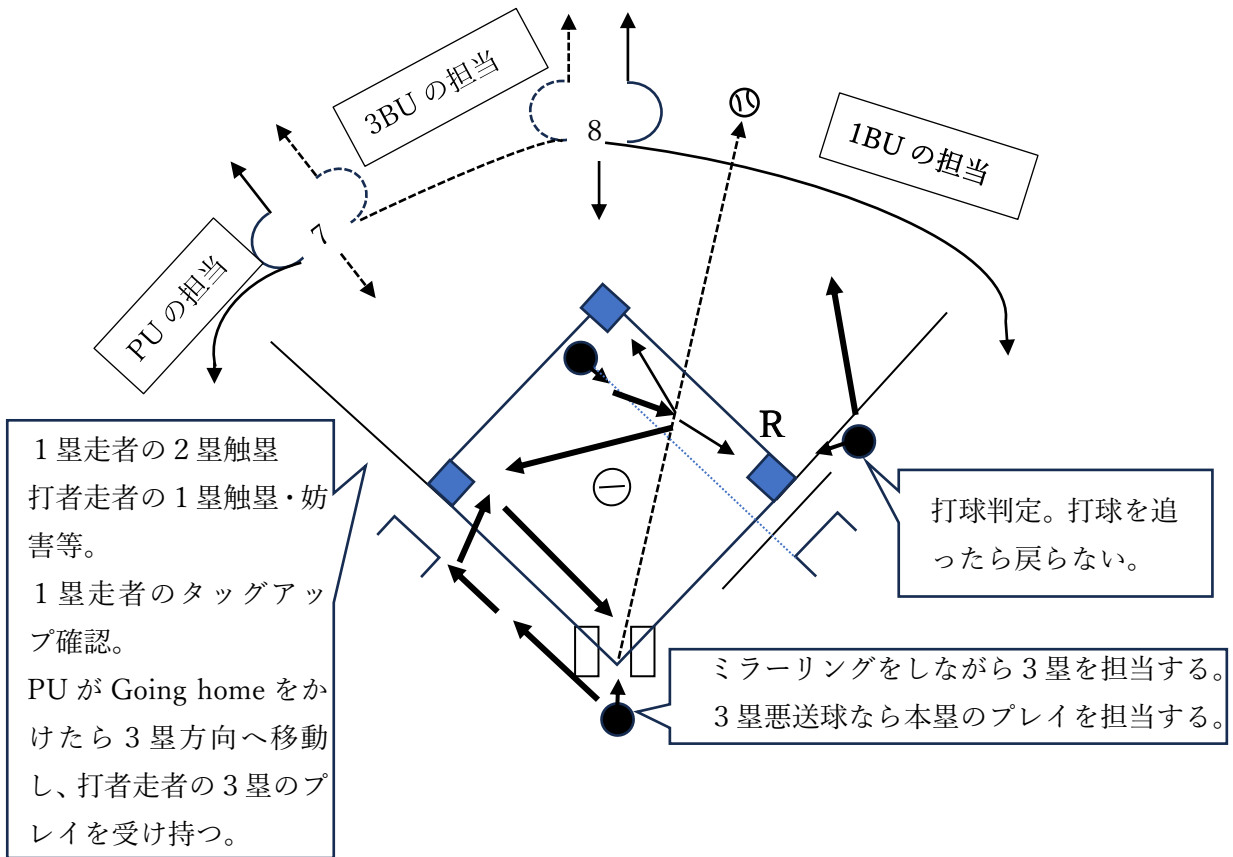 3BU の担当
8
1BU の担当
7
PU の担当
R
１塁走者の２塁触塁
打者走者の１塁触塁・妨
害等。
１塁走者のタッグアッ
プ確認。
PU が Going home をか
けたら３塁方向へ移動
し、打者走者の３塁のプ
レイを受け持つ。
打球判定。打球を追
ったら戻らない。
ミラーリングをしながら３塁を担当する。
３塁悪送球なら本塁のプレイを担当する。